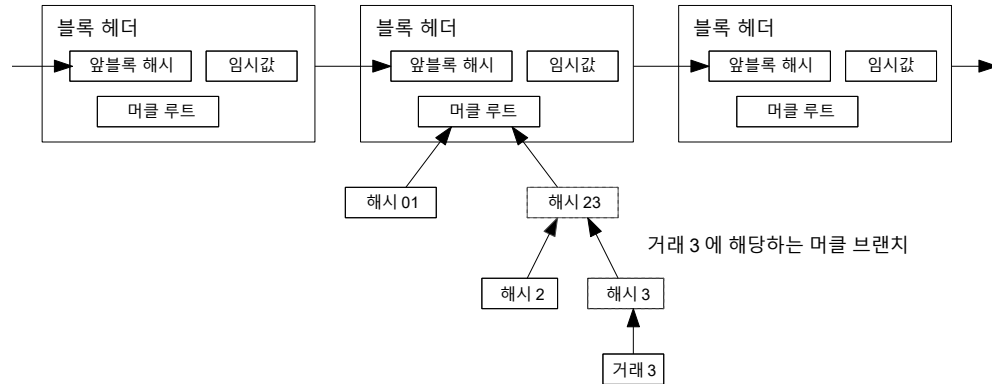 블록 헤더
블록 헤더
블록 헤더
앞블록 해시
임시값
앞블록 해시
임시값
앞블록 해시
임시값
머클 루트
머클 루트
머클 루트
해시 01
해시 23
거래 3 에 해당하는 머클 브랜치
해시 2
해시 3
거래 3